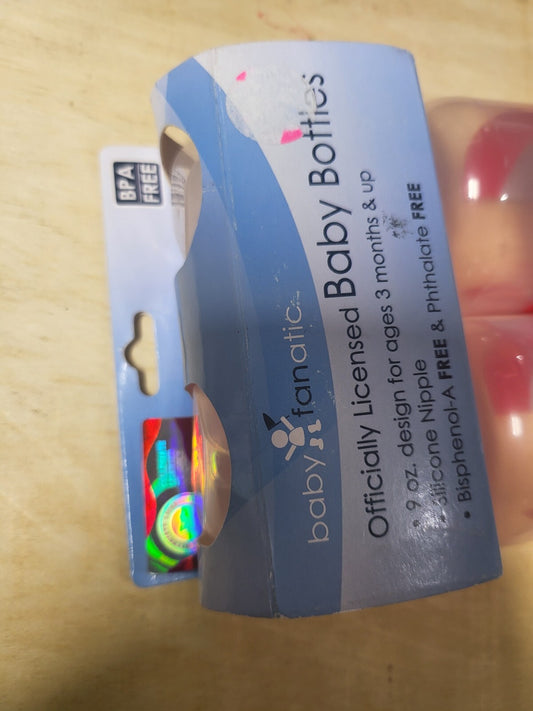 BPA
FREE
baby fanatic
Officially Licensed Baby Bottles
• 9 oz. design for ages 3 months & up
• Silicone Nipple
• Bisphenol-A FREE & Phthalate FREE